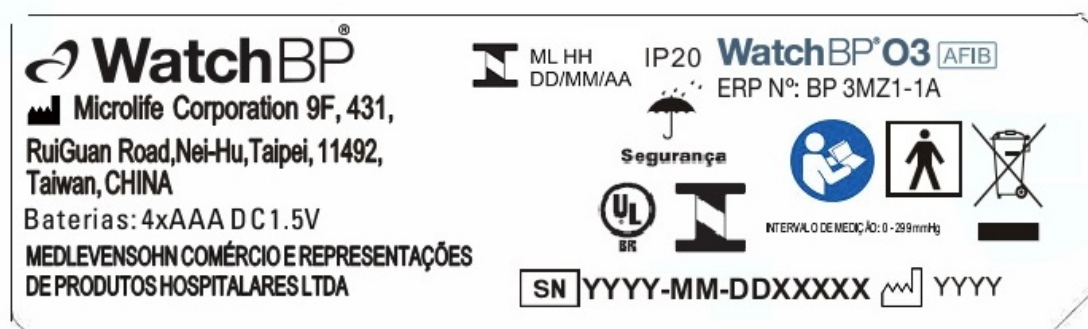 WatchBP®
Microlife Corporation 9F, 431,
RuiGuan Road,Nei-Hu,Taipei, 11492,
Taiwan, CHINA
Baterias: 4xAAA DC1.5V
MEDLEVENSOHN COMÉRCIO E REPRESENTAÇÕES
DE PRODUTOS HOSPITALARES LTDA
ML HH
DD/MM/AA
IP20
WatchBP® O3 AFIB
ERP Nº: BP 3MZ1-1A
Segurança
UL
BR
INTERVALO DE MEDIÇÃO: 0 - 299mmHg
SN YYYY-MM-DDXXXXX YYYY